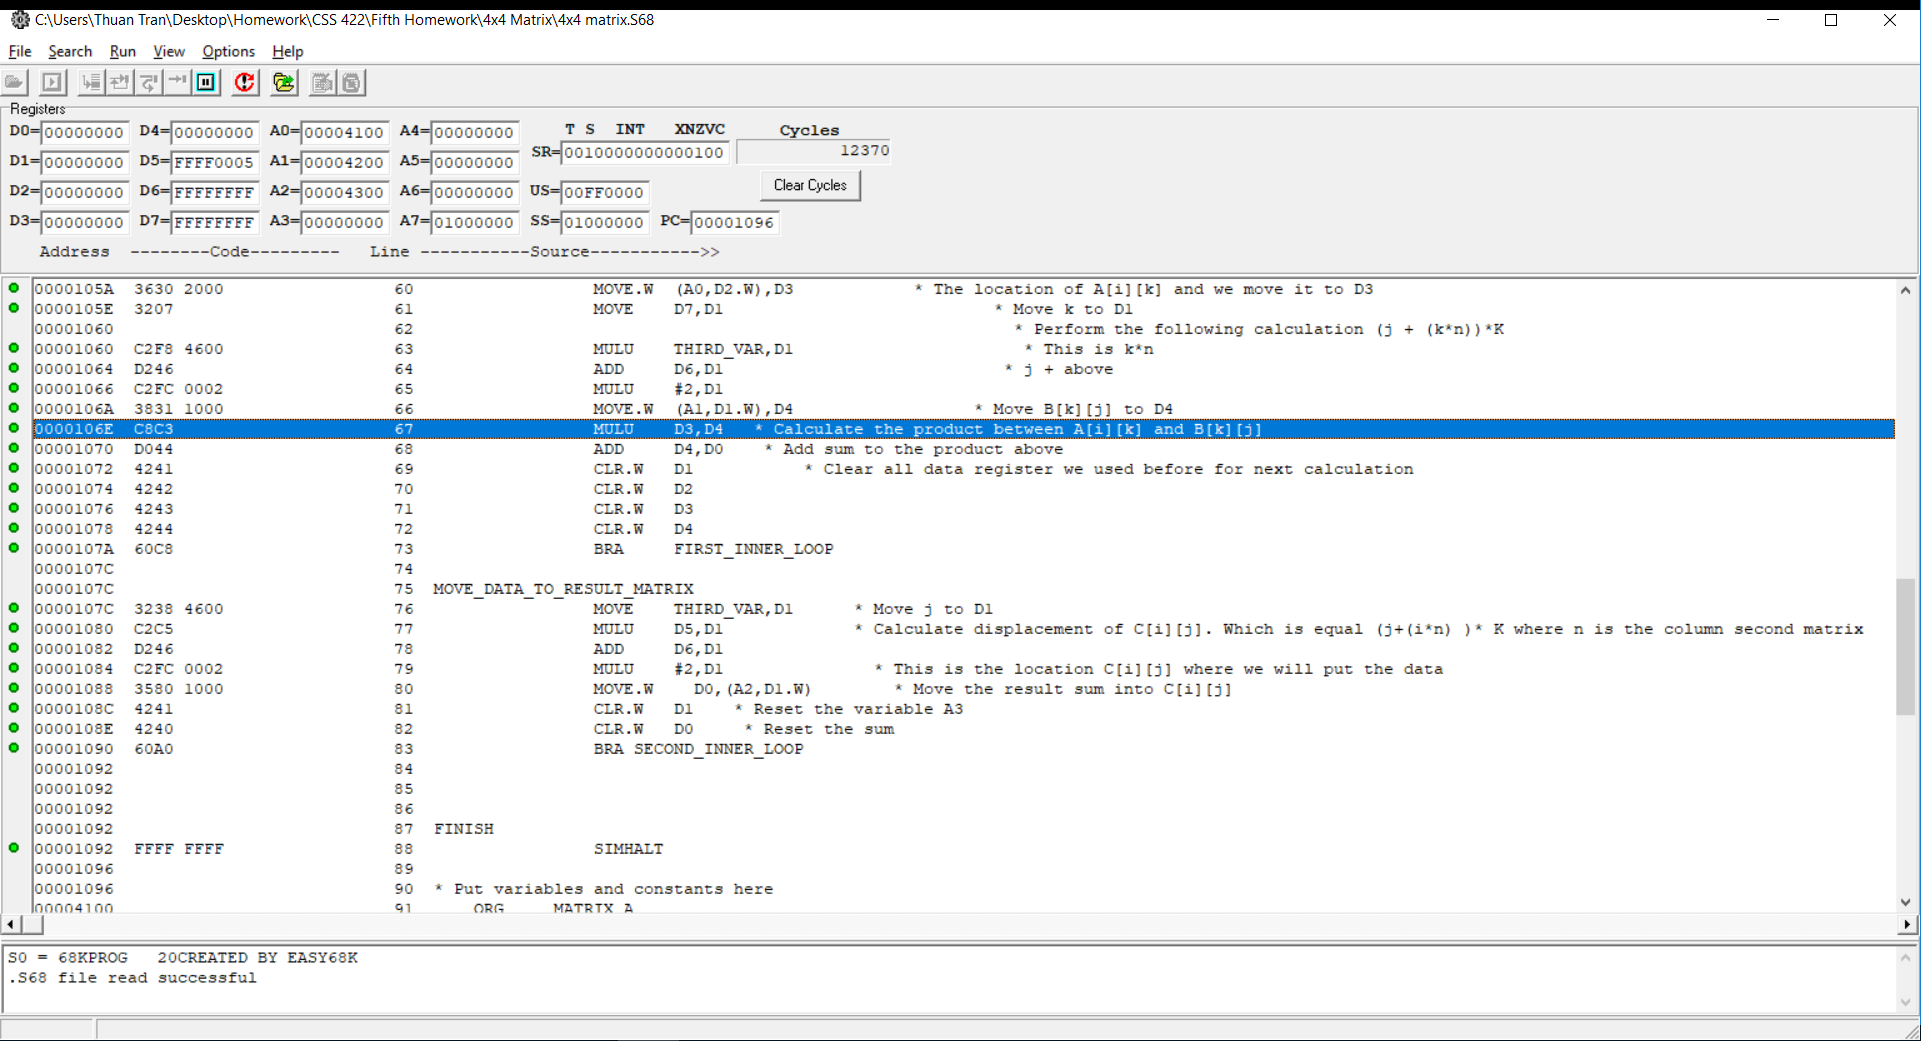 C:\Users\Thuan Tran\Desktop\Homework\CSS 422\Fifth Homework\4x4 Matrix\4x4 matrix.S68
File Search Run View Options Help
Registers
D0= 00000000 D4= 00000000 A0= 00004100 A4= 00000000 T S INT XNZVC Cycles
D1= 00000000 D5= FFFF0005 A1= 00004200 A5= 00000000 SR= 0010000000000100 12370
D2= 00000000 D6= FFFFFFFF A2= 00004300 A6= 00000000 US= 00FF0000 Clear Cycles
D3= 00000000 D7= FFFFFFFF A3= 00000000 A7= 01000000 SS= 01000000 PC= 00001096
Address --------Code--------- Line -----------Source----------->>
0000105A 3630 2000 60 MOVE.W (A0,D2.W),D3 * The location of A[i][k] and we move it to D3
0000105E 3207 61 MOVE D7,D1 * Move k to D1
00001060 62 * Perform the following calculation (j + (k*n))*K
00001060 C2F8 4600 63 MULU THIRD_VAR,D1 * This is k*n
00001064 D246 64 ADD D6,D1 * j + above
00001066 C2FC 0002 65 MULU #2,D1
0000106A 3831 1000 66 MOVE.W (A1,D1.W),D4 * Move B[k][j] to D4
0000106E C8C3 67 MULU D3,D4 * Calculate the product between A[i][k] and B[k][j]
00001070 D044 68 ADD D4,D0 * Add sum to the product above
00001072 4241 69 CLR.W D1 * Clear all data register we used before for next calculation
00001074 4242 70 CLR.W D2
00001076 4243 71 CLR.W D3
00001078 4244 72 CLR.W D4
0000107A 60C8 73 BRA FIRST_INNER_LOOP
0000107C 74
0000107C 75 MOVE_DATA_TO_RESULT_MATRIX
0000107C 3238 4600 76 MOVE THIRD_VAR,D1 * Move j to D1
00001080 C2C5 77 MULU D5,D1 * Calculate displacement of C[i][j]. Which is equal (j+(i*n) )* K where n is the column second matrix
00001082 D246 78 ADD D6,D1
00001084 C2FC 0002 79 MULU #2,D1 * This is the location C[i][j] where we will put the data
00001088 3580 1000 80 MOVE.W D0,(A2,D1.W) * Move the result sum into C[i][j]
0000108C 4241 81 CLR.W D1 * Reset the variable A3
0000108E 4240 82 CLR.W D0 * Reset the sum
00001090 60A0 83 BRA SECOND_INNER_LOOP
00001092 84
00001092 85
00001092 86
00001092 87 FINISH
00001092 FFFF FFFF 88 SIMHALT
00001096 89
00001096 90 * Put variables and constants here
00004100 91 ORG MATRIX_A
S0 = 68KPROG 20CREATED BY EASY68K
.S68 file read successful